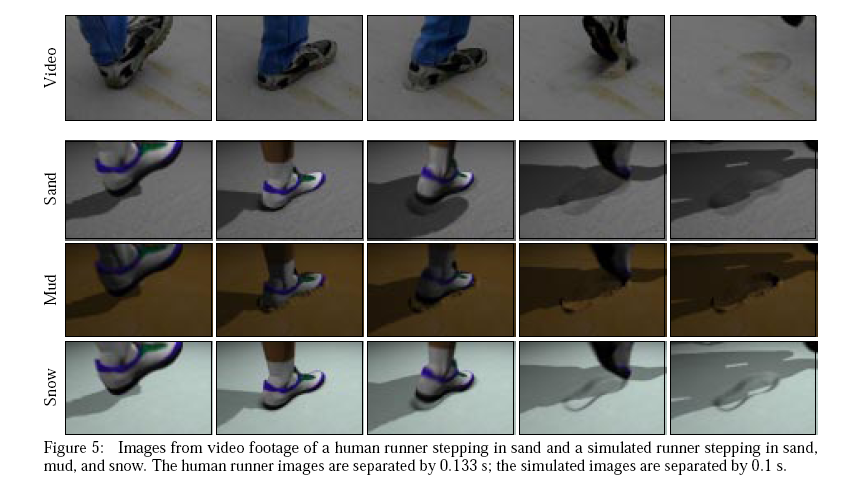 Video
Sand
Mud
Snow
Figure 5: Images from video footage of a human runner stepping in sand and a simulated runner stepping in sand,
mud, and snow. The human runner images are separated by 0.133 s; the simulated images are separated by 0.1 s.